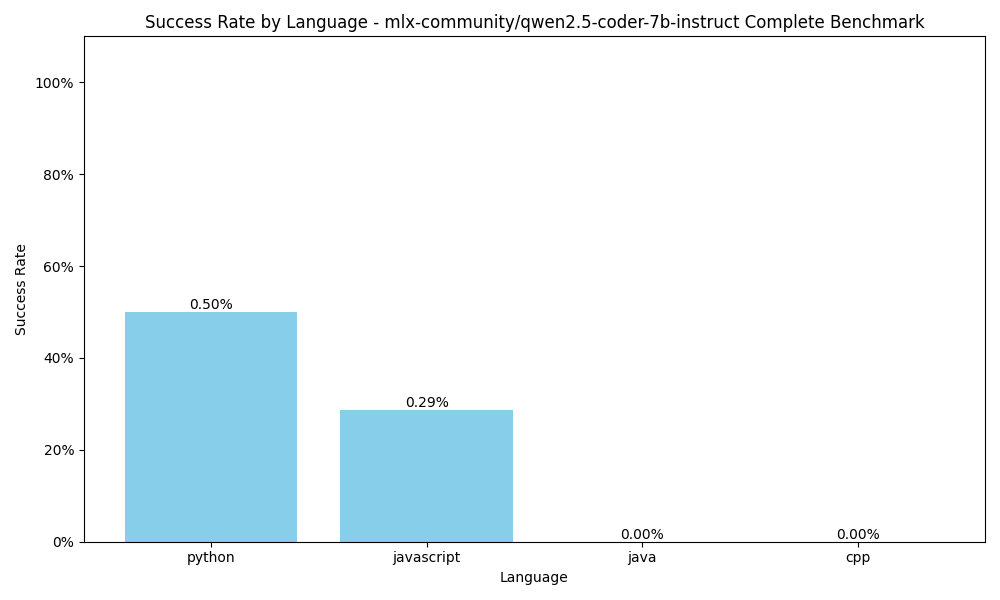 Success Rate by Language - mlx-community/qwen2.5-coder-7b-instruct Complete Benchmark
100%
80%
60%
40%
20%
0%
Success Rate
0.50%
0.29%
0.00%
0.00%
python
javascript
java
cpp
Language